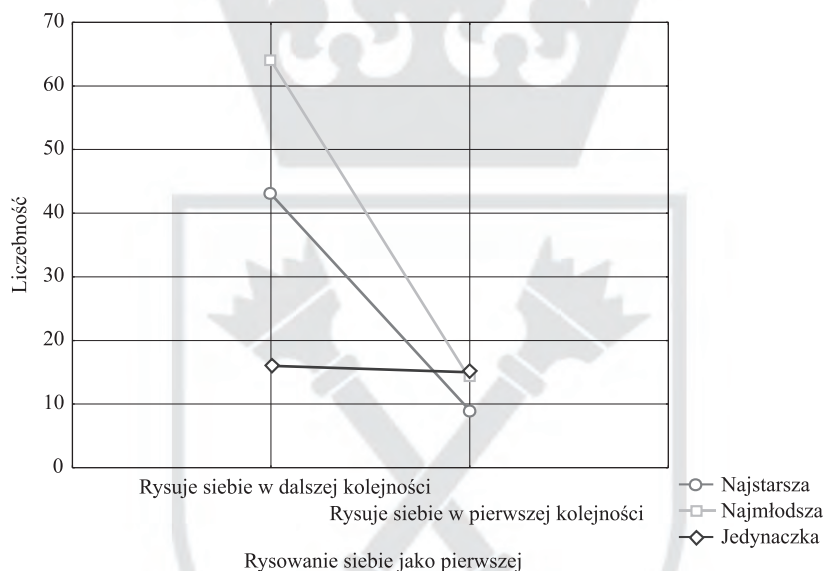 70
60
50
40
30
20
10
0
Liczebność
Rysuje siebie w dalszej kolejności
Rysuje siebie w pierwszej kolejności
Rysowanie siebie jako pierwszej
Najstarsza
Najmłodsza
Jedynaczka